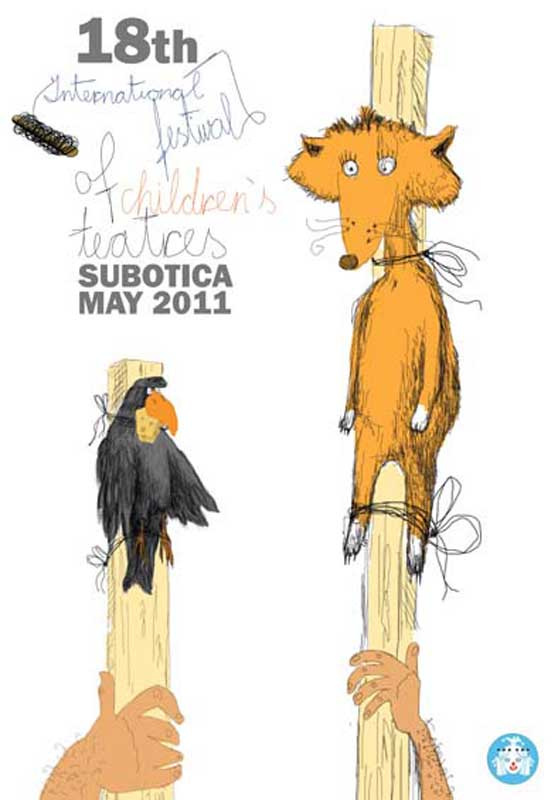 18th
International
festival
of children's
teatres
SUBOTICA
MAY 2011